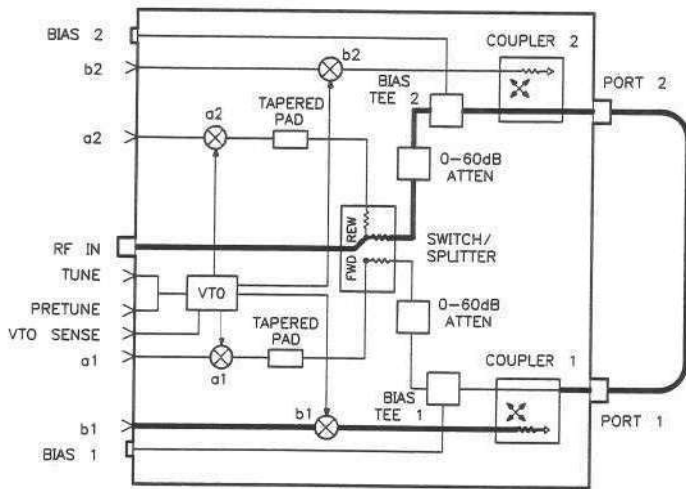 BIAS 2
COUPLER 2
b2
b2
BIAS
TEE 2
PORT 2
TAPERED
PAD
a2
a2
0-60dB
ATTEN
REW
RF IN
SWITCH/
SPLITTER
FWD
TUNE
VTO
PRETUNE
0-60dB
ATTEN
VTO SENSE
TAPERED
PAD
a1
a1
COUPLER 1
BIAS
TEE 1
b1
b1
PORT 1
BIAS 1